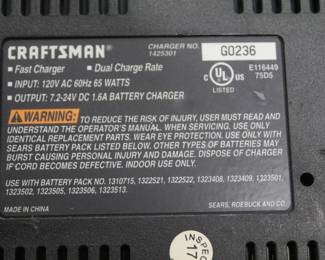 CRAFTSMAN®
CHARGER NO.
1425301
G0236
Fast Charger Dual Charge Rate
INPUT: 120V AC 60Hz 65 WATTS
OUTPUT: 7.2-24V DC 1.6A BATTERY CHARGER
C UL US
LISTED
E116449
75D5
WARNING: TO REDUCE THE RISK OF INJURY, USER MUST READ AND
UNDERSTAND THE OPERATOR'S MANUAL. WHEN SERVICING, USE ONLY
IDENTICAL REPLACEMENT PARTS. WEAR EYE PROTECTION. USE ONLY WITH
SEARS BATTERY PACK LISTED BELOW. OTHER TYPES OF BATTERIES MAY
BURST CAUSING PERSONAL INJURY AND DAMAGE. DISPOSE OF CHARGER
IF CORD BECOMES DEFECTIVE. INDOOR USE ONLY.
USE WITH BATTERY PACK NO. 1310715, 1322521, 1322522, 1323408, 1323409, 1323501,
1323502, 1323505, 1323506, 1323513.
MADE IN CHINA
SEARS, ROEBUCK AND CO.
INSPEC
17